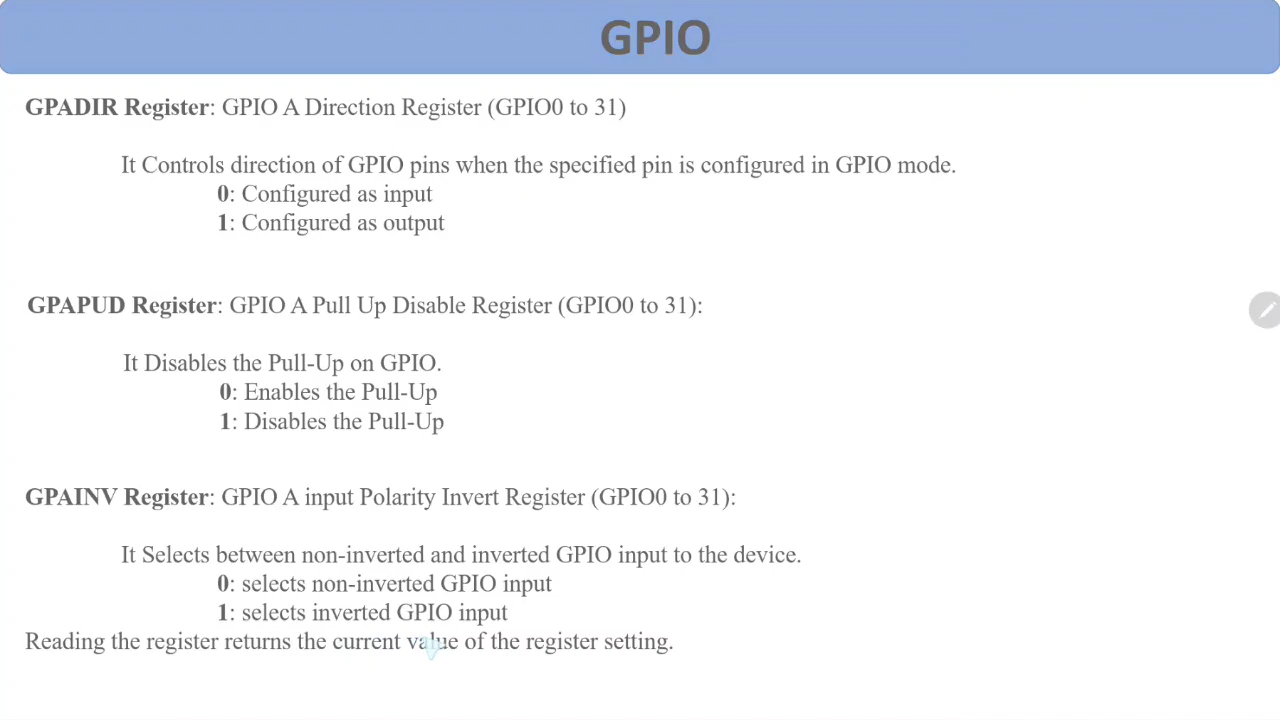 GPIO
GPADIR Register: GPIO A Direction Register (GPIO0 to 31)
It Controls direction of GPIO pins when the specified pin is configured in GPIO mode.
0: Configured as input
1: Configured as output
GPAPUD Register: GPIO A Pull Up Disable Register (GPIO0 to 31):
It Disables the Pull-Up on GPIO.
0: Enables the Pull-Up
1: Disables the Pull-Up
GPAINV Register: GPIO A input Polarity Invert Register (GPIO0 to 31):
It Selects between non-inverted and inverted GPIO input to the device.
0: selects non-inverted GPIO input
1: selects inverted GPIO input
Reading the register returns the current value of the register setting.